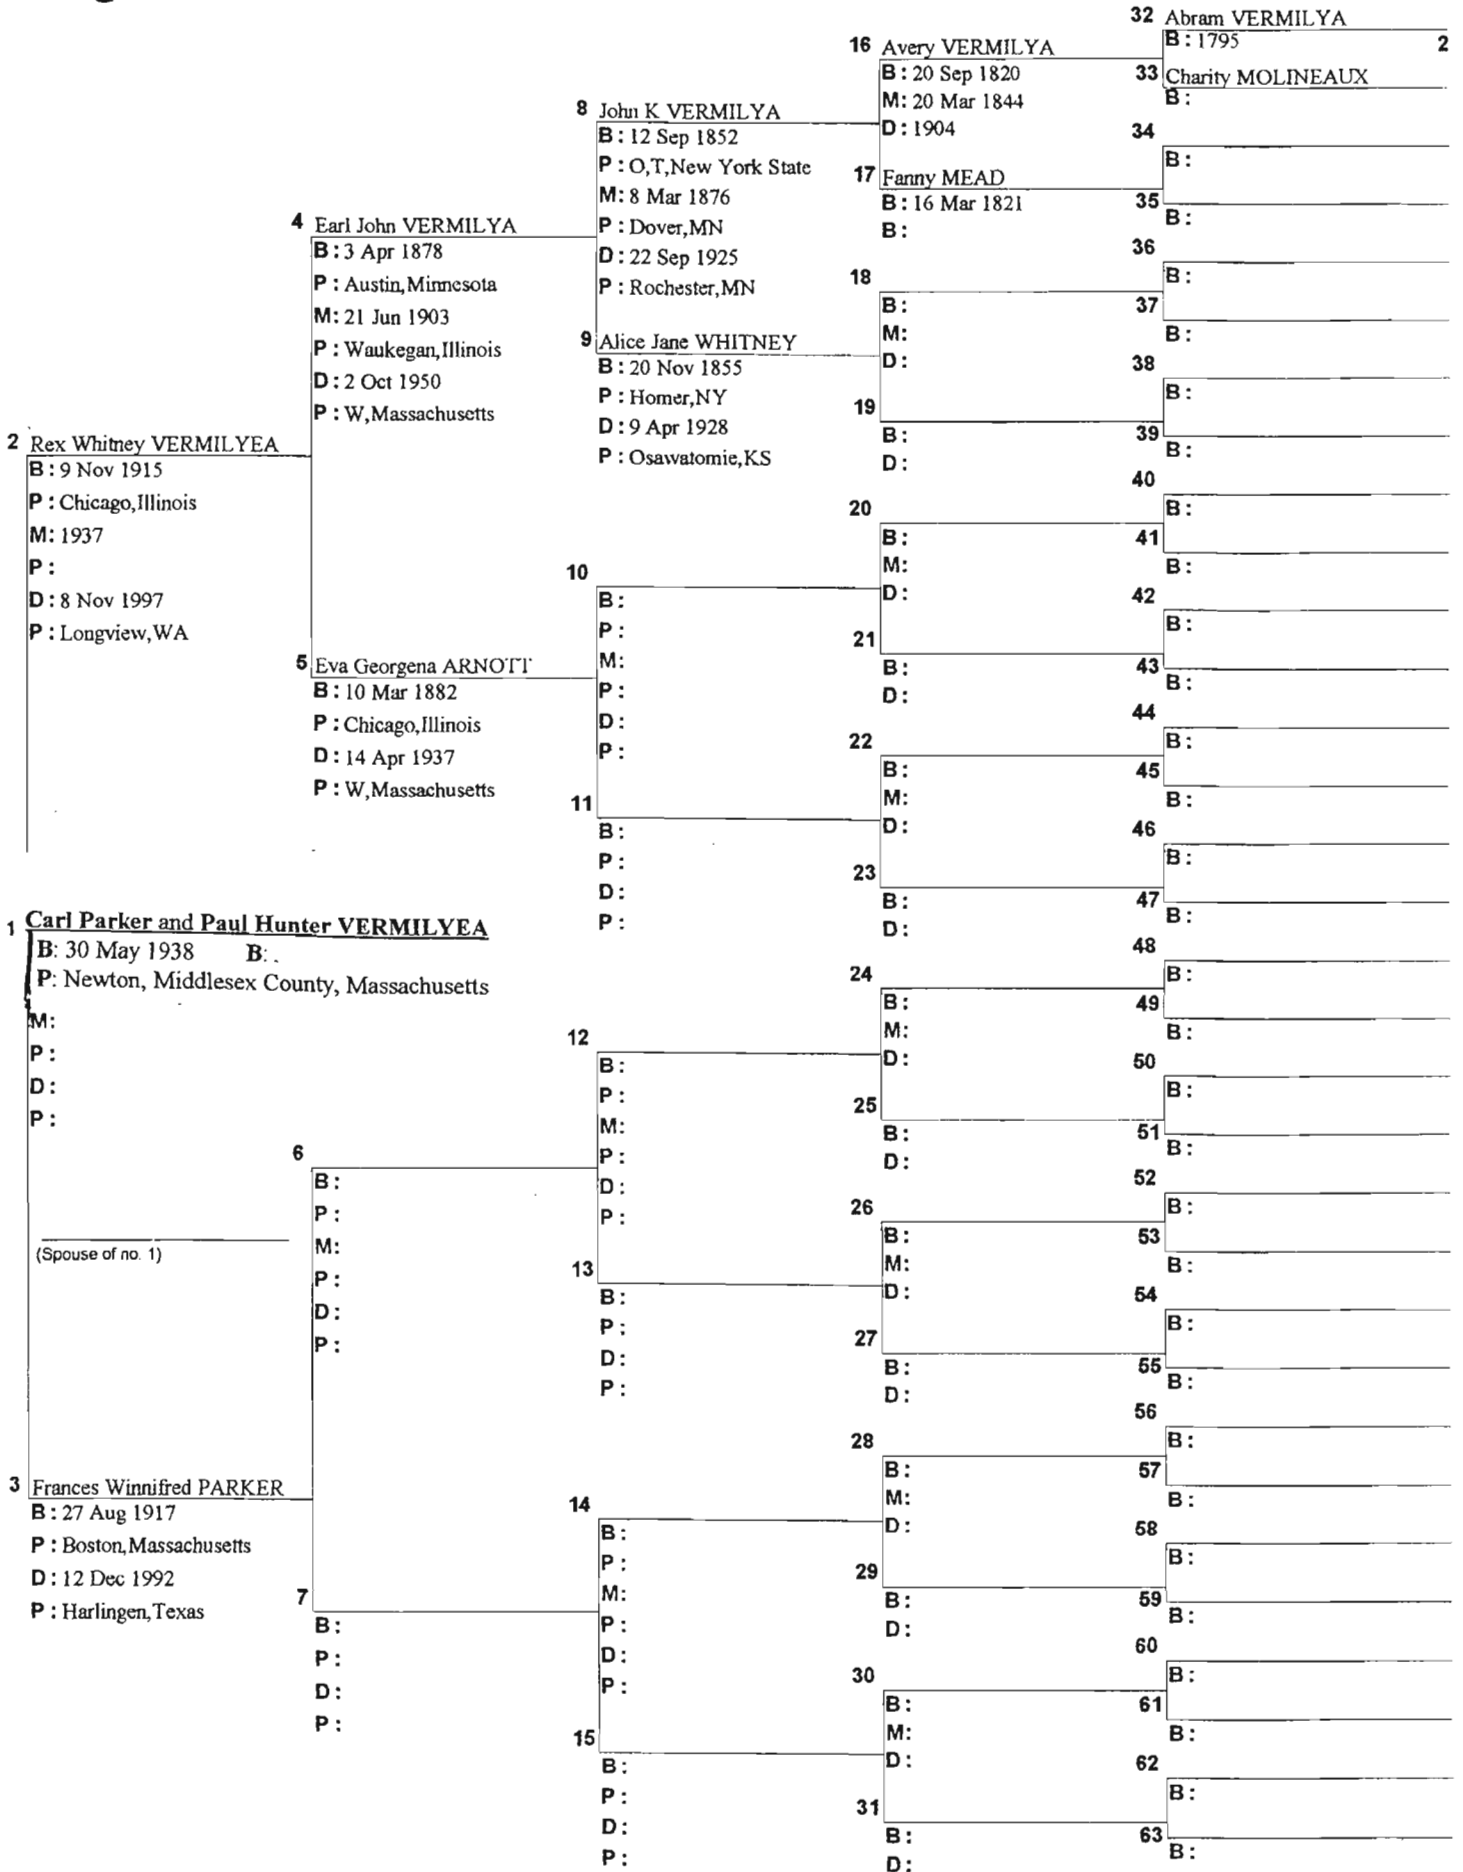 2 Rex Whitney VERMILYEA
B: 9 Nov 1915
P: Chicago,Illinois
M: 1937
P:
D: 8 Nov 1997
P: Longview,WA
1 Carl Parker and Paul Hunter VERMILYEA
B: 30 May 1938 B: .
P: Newton, Middlesex County, Massachusetts
M:
P:
D:
P:
(Spouse of no. 1)
3 Frances Winnifred PARKER
B: 27 Aug 1917
P: Boston,Massachusetts
D: 12 Dec 1992
P: Harlingen,Texas
4 Earl John VERMILYA
B: 3 Apr 1878
P: Austin,Minnesota
M: 21 Jun 1903
P: Waukegan,Illinois
D: 2 Oct 1950
P: W,Massachusetts
5 Eva Georgena ARNOTT
B: 10 Mar 1882
P: Chicago,Illinois
D: 14 Apr 1937
P: W,Massachusetts
6
B:
P:
M:
P:
D:
P:
7
B:
P:
D:
P:
8 John K VERMILYA
B: 12 Sep 1852
P: O,T,New York State
M: 8 Mar 1876
P: Dover,MN
D: 22 Sep 1925
P: Rochester,MN
9 Alice Jane WHITNEY
B: 20 Nov 1855
P: Homer,NY
D: 9 Apr 1928
P: Osawatomie,KS
10
B:
P:
M:
P:
D:
P:
11
B:
P:
D:
P:
12
B:
P:
M:
P:
D:
P:
13
B:
P:
D:
P:
14
B:
P:
M:
P:
D:
P:
15
B:
P:
D:
P:
16 Avery VERMILYA
B: 20 Sep 1820
M: 20 Mar 1844
D: 1904
17 Fanny MEAD
B: 16 Mar 1821
B:
18
B:
M:
D:
19
B:
D:
20
B:
M:
D:
21
B:
D:
22
B:
M:
D:
23
B:
D:
24
B:
M:
D:
25
B:
D:
26
B:
M:
D:
27
B:
D:
28
B:
M:
D:
29
B:
D:
30
B:
M:
D:
31
B:
D:
32 Abram VERMILYA
B: 1795 2
33 Charity MOLINEAUX
B:
34
B:
35
B:
36
B:
37
B:
38
B:
39
B:
40
B:
41
B:
42
B:
43
B:
44
B:
45
B:
46
B:
47
B:
48
B:
49
B:
50
B:
51
B:
52
B:
53
B:
54
B:
55
B:
56
B:
57
B:
58
B:
59
B:
60
B:
61
B:
62
B:
63
B: